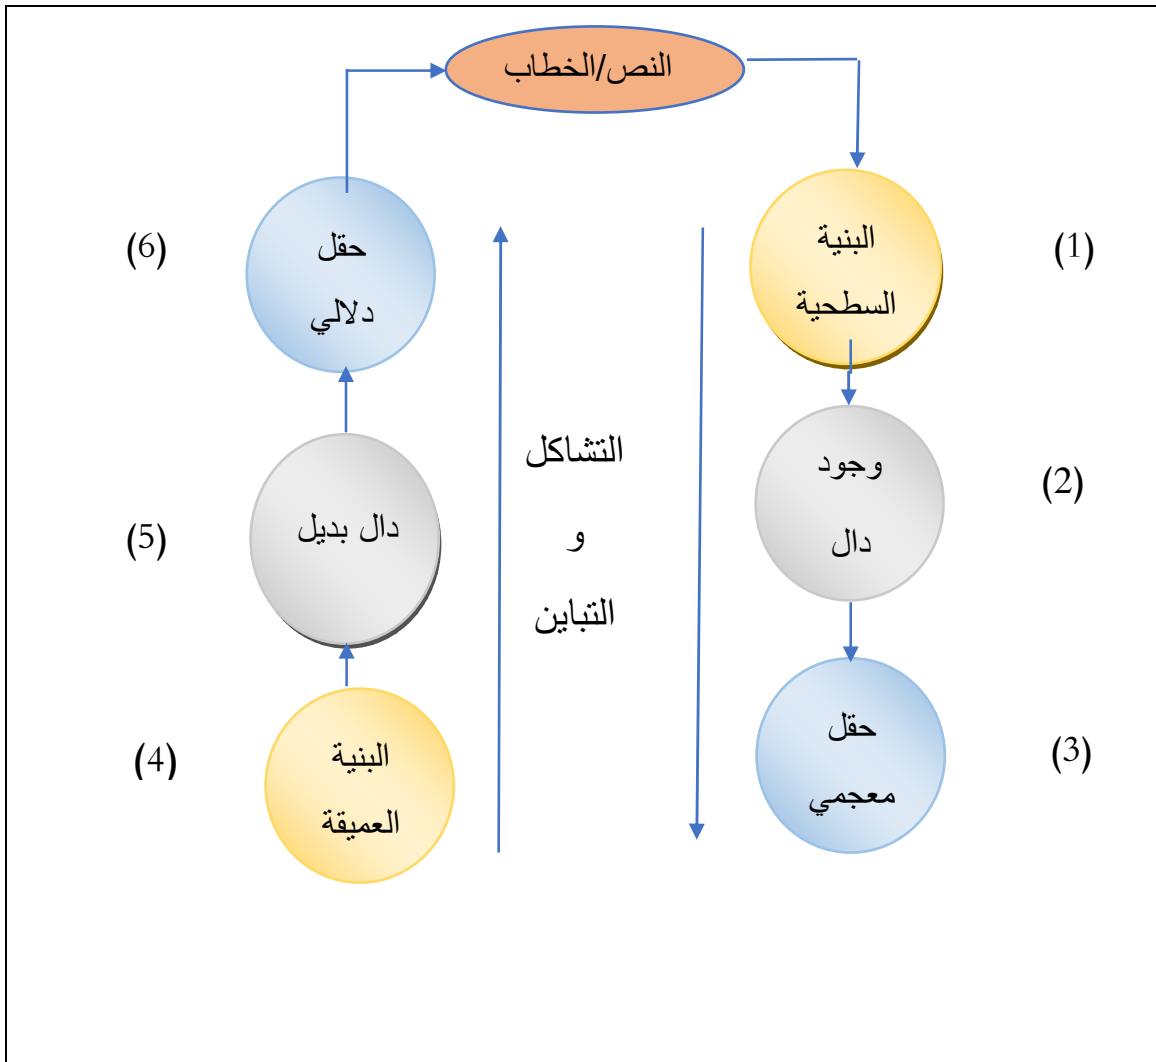 النص/الخطاب
البنية
السطحية
(1)
وجود
دال
(2)
حقل
معجمي
(3)
التشاكل
و
التباين
البنية
العميقة
(4)
دال بديل
(5)
حقل
دلالي
(6)